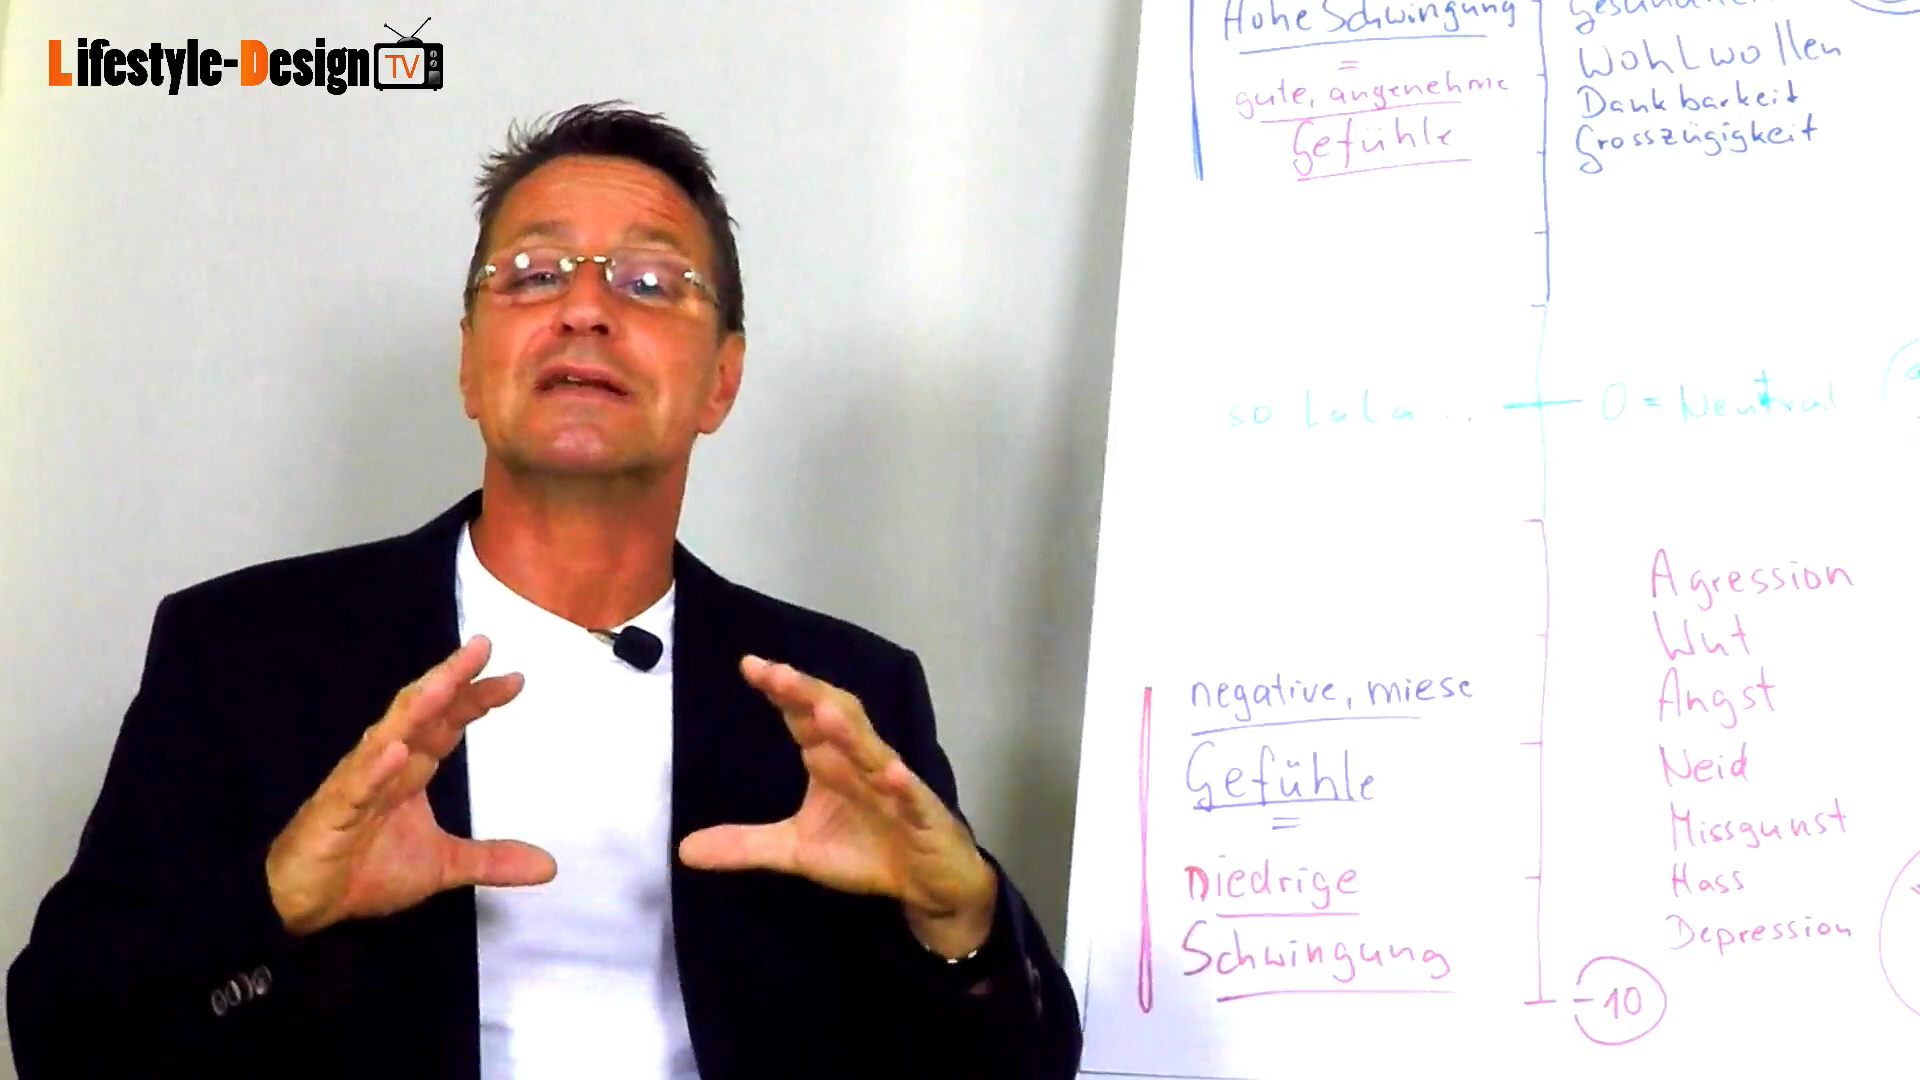 Lifestyle-Design TV
Hohe Schwingung
=
gute, angenehme
Gefühle
Wohlwollen
Dankbarkeit
Grosszügigkeit
so LaLa ...
0 = Neutral
Agression
Wut
Angst
Neid
Missgunst
Hass
Depression
-10
negative, miese
Gefühle
=
Niedrige
Schwingung